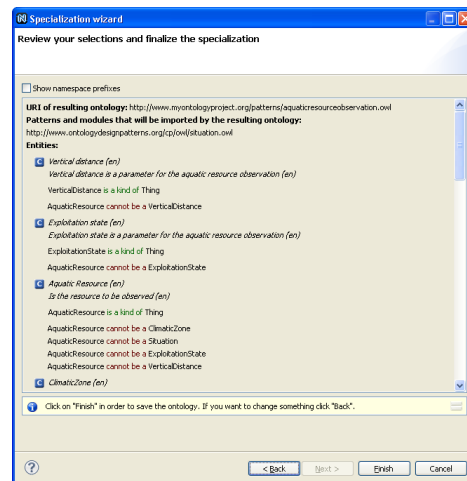 Specialization wizard
Review your selections and finalize the specialization
Show namespace prefixes
URI of resulting ontology: http://www.myontologyproject.org/patterns/aquaticresourceobservation.owl
Patterns and modules that will be imported by the resulting ontology:
http://www.ontologydesignpatterns.org/cp/owl/situation.owl
Entities:
C Vertical distance (en)
Vertical distance is a parameter for the aquatic resource observation (en)
VerticalDistance is a kind of Thing
AquaticResource cannot be a VerticalDistance
C Exploitation state (en)
Exploitation state is a parameter for the aquatic resource observation (en)
ExploitationState is a kind of Thing
AquaticResource cannot be a ExploitationState
C Aquatic Resource (en)
Is the resource to be observed (en)
AquaticResource is a kind of Thing
AquaticResource cannot be a ClimaticZone
AquaticResource cannot be a Situation
AquaticResource cannot be a ExploitationState
AquaticResource cannot be a VerticalDistance
C ClimaticZone (en)
Click on "Finish" in order to save the ontology. If you want to change something click "Back".
? < Back Next > Finish Cancel